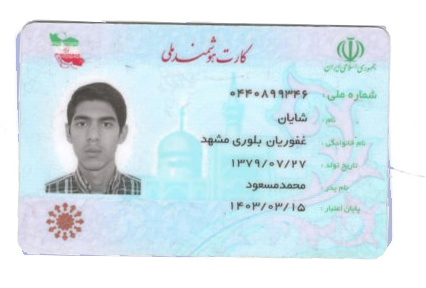 کارت هوشمند ملی
جمهوری اسلامی ایران
شماره ملی: ۰۴۴۰۸۹۹۳۴۶
نام: شایان
نام خانوادگی: غفوریان بلوری مشهد
تاریخ تولد: ۱۳۷۹/۰۷/۲۷
نام پدر: محمدمسعود
پایان اعتبار: ۱۴۰۳/۰۳/۱۵